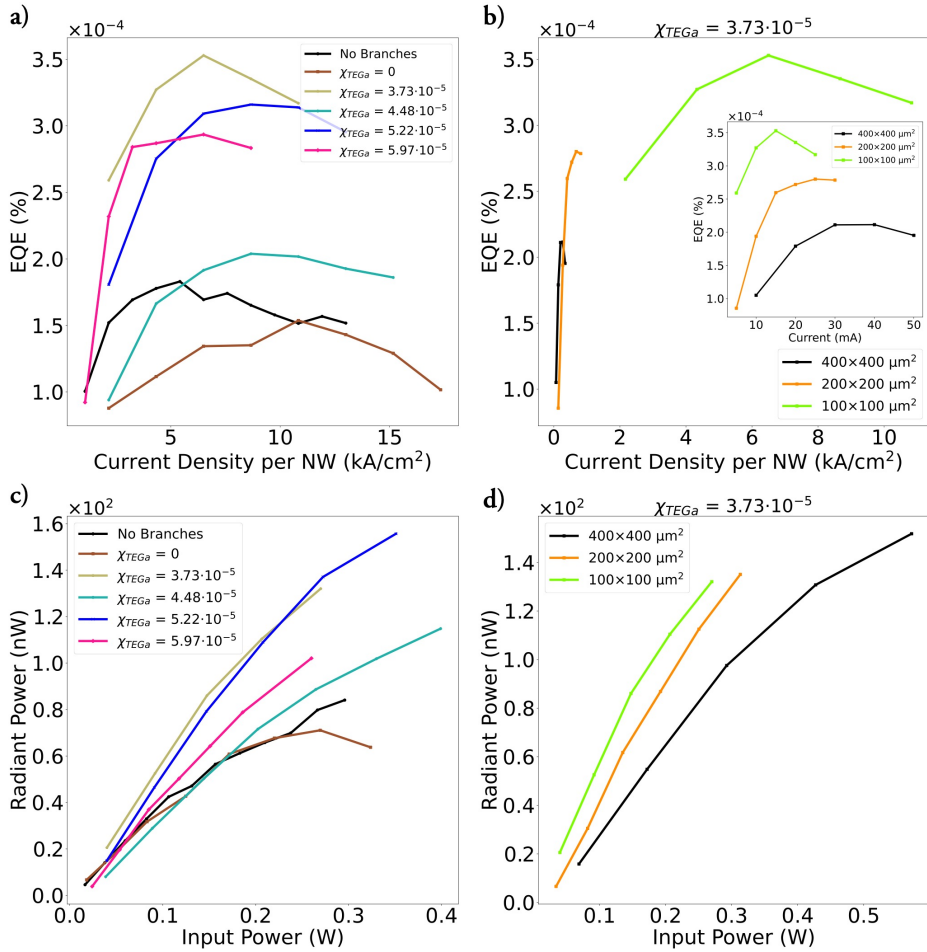 a)
×10⁻⁴
EQE (%)
3.5
3.0
2.5
2.0
1.5
1.0
No Branches
χTEGa = 0
χTEGa = 3.73·10⁻⁵
χTEGa = 4.48·10⁻⁵
χTEGa = 5.22·10⁻⁵
χTEGa = 5.97·10⁻⁵
5 10 15
Current Density per NW (kA/cm²)
b)
×10⁻⁴
χTEGa = 3.73·10⁻⁵
EQE (%)
3.5
3.0
2.5
2.0
1.5
1.0
×10⁻⁴
EQE (%)
3.5
3.0
2.5
2.0
1.5
1.0
400×400 μm²
200×200 μm²
100×100 μm²
10 20 30 40 50
Current (mA)
400×400 μm²
200×200 μm²
100×100 μm²
0 2 4 6 8 10
Current Density per NW (kA/cm²)
c)
×10²
Radiant Power (nW)
1.6
1.4
1.2
1.0
0.8
0.6
0.4
0.2
0.0
No Branches
χTEGa = 0
χTEGa = 3.73·10⁻⁵
χTEGa = 4.48·10⁻⁵
χTEGa = 5.22·10⁻⁵
χTEGa = 5.97·10⁻⁵
0.0 0.1 0.2 0.3 0.4
Input Power (W)
d)
×10²
χTEGa = 3.73·10⁻⁵
Radiant Power (nW)
1.4
1.2
1.0
0.8
0.6
0.4
0.2
0.0
400×400 μm²
200×200 μm²
100×100 μm²
0.1 0.2 0.3 0.4 0.5
Input Power (W)